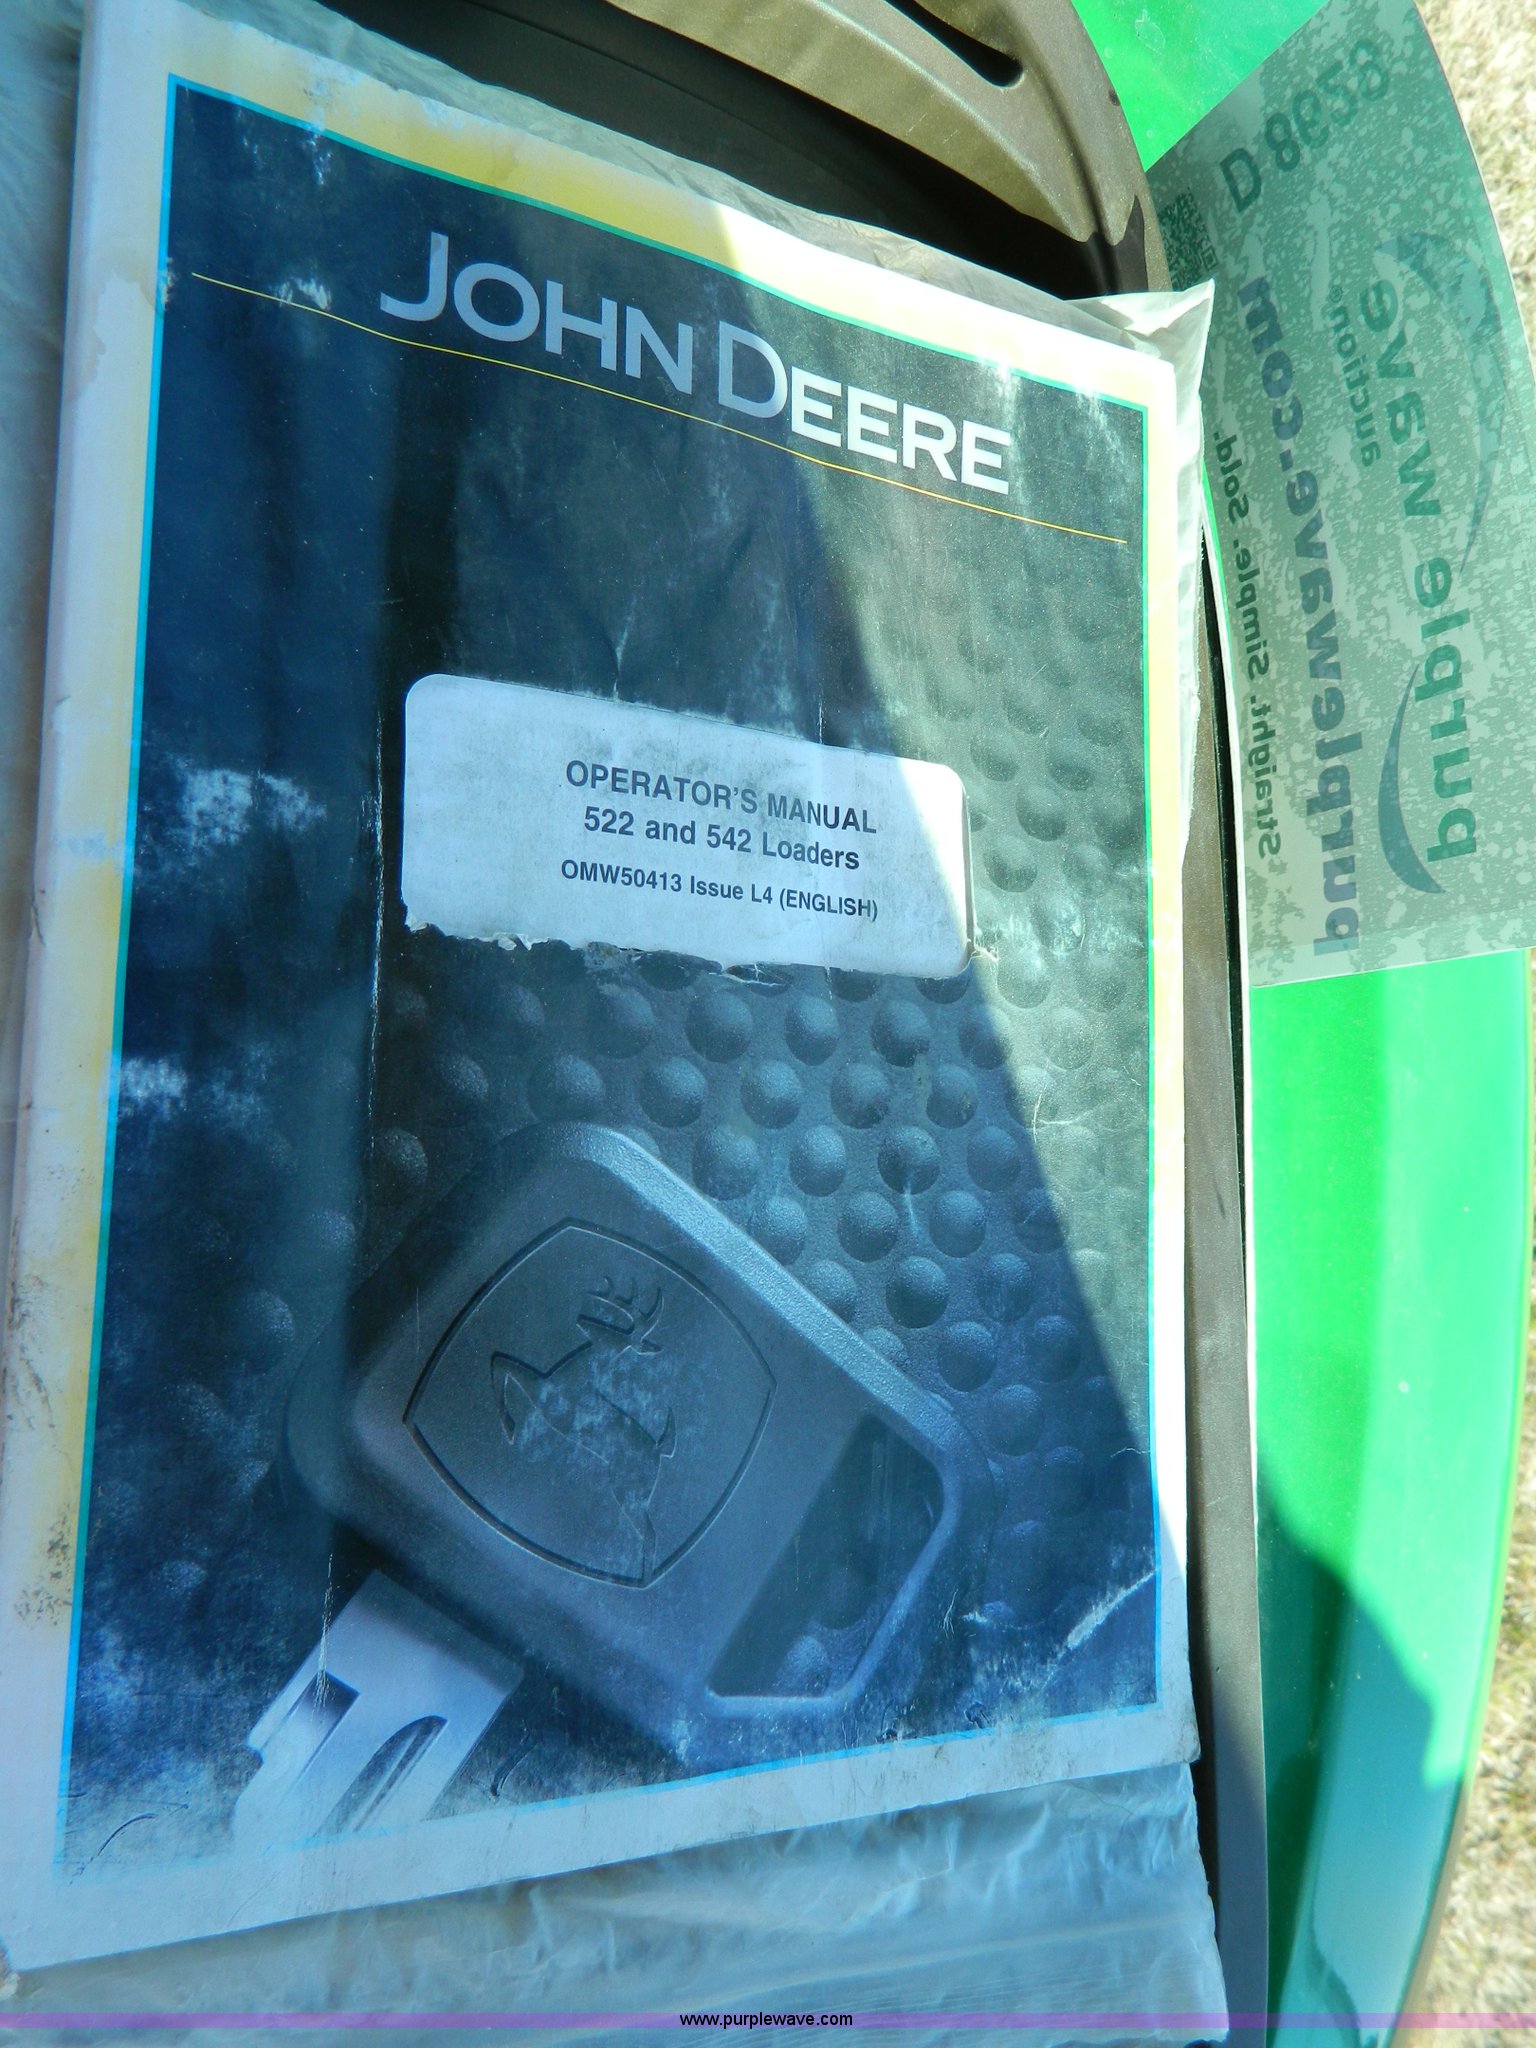 JOHN DEERE
OPERATOR'S MANUAL
522 and 542 Loaders
OMW50413 Issue L4 (ENGLISH)
D 8629
purple wave
auction®
purplewave.com
Straight. Simple. Sold.
www.purplewave.com